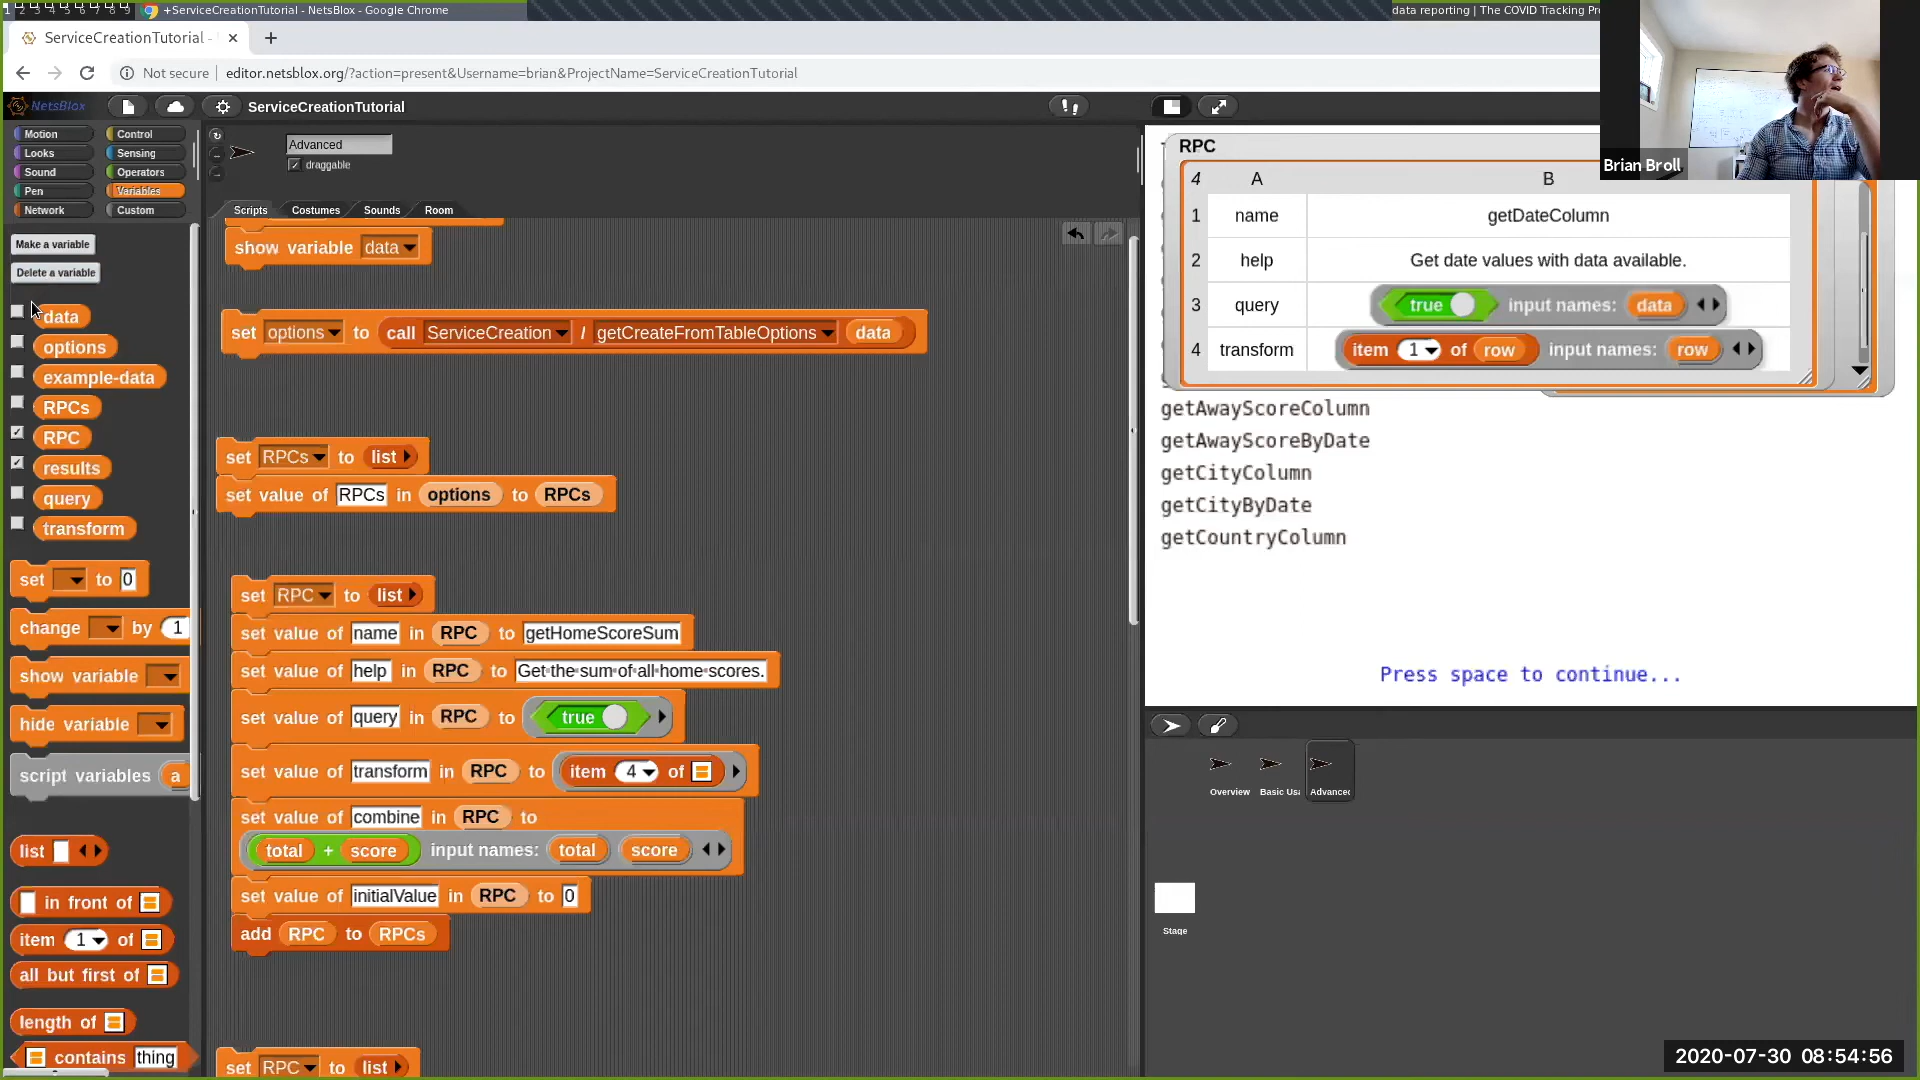 1 2 3 4 5 6 7 8 9 +ServiceCreationTutorial - NetsBlox - Google Chrome
data reporting | The COVID Tracking Pr
ServiceCreationTutorial -
Not secure editor.netsblox.org/?action=present&Username=brian&ProjectName=ServiceCreationTutorial
NetsBlox ServiceCreationTutorial
Motion Control
Looks Sensing
Sound Operators
Pen Variables
Network Custom
Advanced
draggable
Scripts Costumes Sounds Room
Make a variable
Delete a variable
data
options
example-data
RPCs
RPC
results
query
transform
set to 0
change by 1
show variable
hide variable
script variables a
list
in front of
item 1 of
all but first of
length of
contains thing
show variable data
set options to call ServiceCreation / getCreateFromTableOptions data
set RPCs to list
set value of RPCs in options to RPCs
set RPC to list
set value of name in RPC to getHomeScoreSum
set value of help in RPC to Get·the·sum·of·all·home·scores.
set value of query in RPC to true
set value of transform in RPC to item 4 of
set value of combine in RPC to
total + score input names: total score
set value of initialValue in RPC to 0
add RPC to RPCs
set RPC to list
RPC
4 A B
1 name getDateColumn
2 help Get date values with data available.
3 query true input names: data
4 transform item 1 of row input names: row
getAwayScoreColumn
getAwayScoreByDate
getCityColumn
getCityByDate
getCountryColumn
Press space to continue...
Overview Basic Usa Advanced
Stage
Brian Broll
2020-07-30 08:54:56